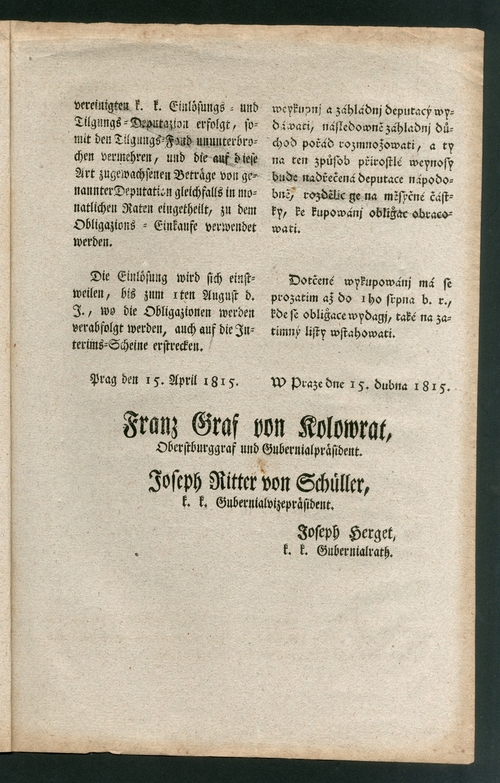 vereinigten k. k. Einlösungs - und
Tilgungs-Deputazion erfolgt, so-
mit den Tilgungs-Fond ununterbro-
chen vermehren, und die auf diese
Art zugewachsenen Beträge von ge-
nannter Deputation gleichfalls in mo-
natlichen Raten eingetheilt, zu dem
Obligazions - Einkaufe verwendet
werden.
Die Einlösung wird sich einst-
weilen, bis zum 1ten August d.
J., wo die Obligazionen werden
verabfolgt werden, auch auf die In-
terims-Scheine erstrecken.
Prag den 15. April 1815.
weykupnj a záhládnj deputacý wy-
dáwati, následowně záhladnj dů-
chod pořád rozmnožowati, a ty
na ten způsob přirostlé weynosy
bude nadřečená deputace nápodo-
bně, rozdělíc ge na měsýčné část-
ky, ke kupowánj obligac obraco-
wati.
Dotčené wykupowánj má se
prozatim až do 1ho srpna b. r.,
kde se obligace wydagj, také na za-
timný listy wstahowati.
W Praze dne 15. dubna 1815.
Franz Graf von Kolowrat,
Oberstburggraf und Gubernialpräsident.
Joseph Ritter von Schüller,
k. k. Gubernialvizepräsident.
Joseph Herget,
k. k. Gubernialrath.